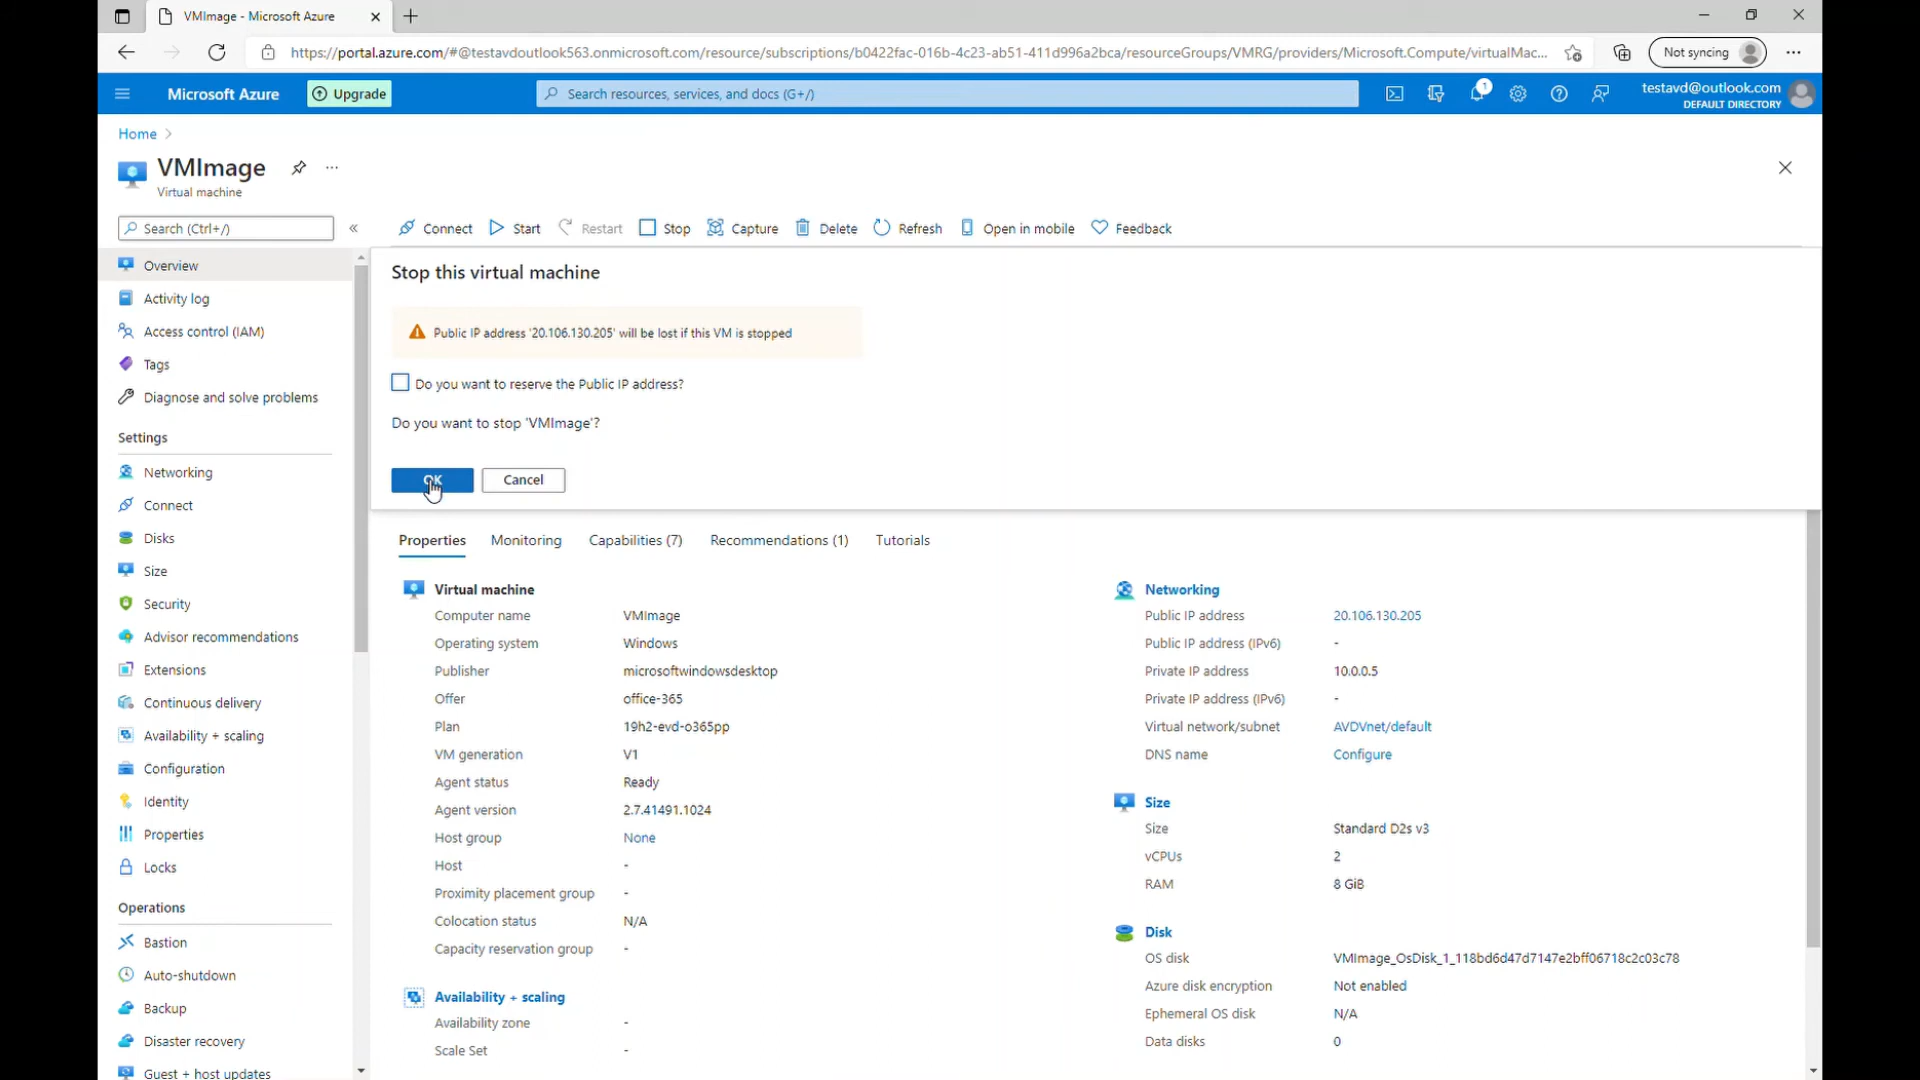 VMImage - Microsoft Azure
https://portal.azure.com/#@testavdoutlook563.onmicrosoft.com/resource/subscriptions/b0422fac-016b-4c23-ab51-411d996a2bca/resourceGroups/VMRG/providers/Microsoft.Compute/virtualMac...
Not syncing
Microsoft Azure
Upgrade
Search resources, services, and docs (G+/)
1
testavd@outlook.com
DEFAULT DIRECTORY
Home
VMImage
Virtual machine
Search (Ctrl+/)
Connect
Start
Restart
Stop
Capture
Delete
Refresh
Open in mobile
Feedback
Overview
Activity log
Access control (IAM)
Tags
Diagnose and solve problems
Settings
Networking
Connect
Disks
Size
Security
Advisor recommendations
Extensions
Continuous delivery
Availability + scaling
Configuration
Identity
Properties
Locks
Operations
Bastion
Auto-shutdown
Backup
Disaster recovery
Guest + host updates
Stop this virtual machine
Public IP address '20.106.130.205' will be lost if this VM is stopped
Do you want to reserve the Public IP address?
Do you want to stop 'VMImage'?
OK
Cancel
Properties
Monitoring
Capabilities (7)
Recommendations (1)
Tutorials
Virtual machine
Computer name VMImage
Operating system Windows
Publisher microsoftwindowsdesktop
Offer office-365
Plan 19h2-evd-o365pp
VM generation V1
Agent status Ready
Agent version 2.7.41491.1024
Host group None
Host -
Proximity placement group -
Colocation status N/A
Capacity reservation group -
Availability + scaling
Availability zone -
Scale Set -
Networking
Public IP address 20.106.130.205
Public IP address (IPv6) -
Private IP address 10.0.0.5
Private IP address (IPv6) -
Virtual network/subnet AVDVnet/default
DNS name Configure
Size
Size Standard D2s v3
vCPUs 2
RAM 8 GiB
Disk
OS disk VMImage_OsDisk_1_118bd6d47d7147e2bff06718c2c03c78
Azure disk encryption Not enabled
Ephemeral OS disk N/A
Data disks 0